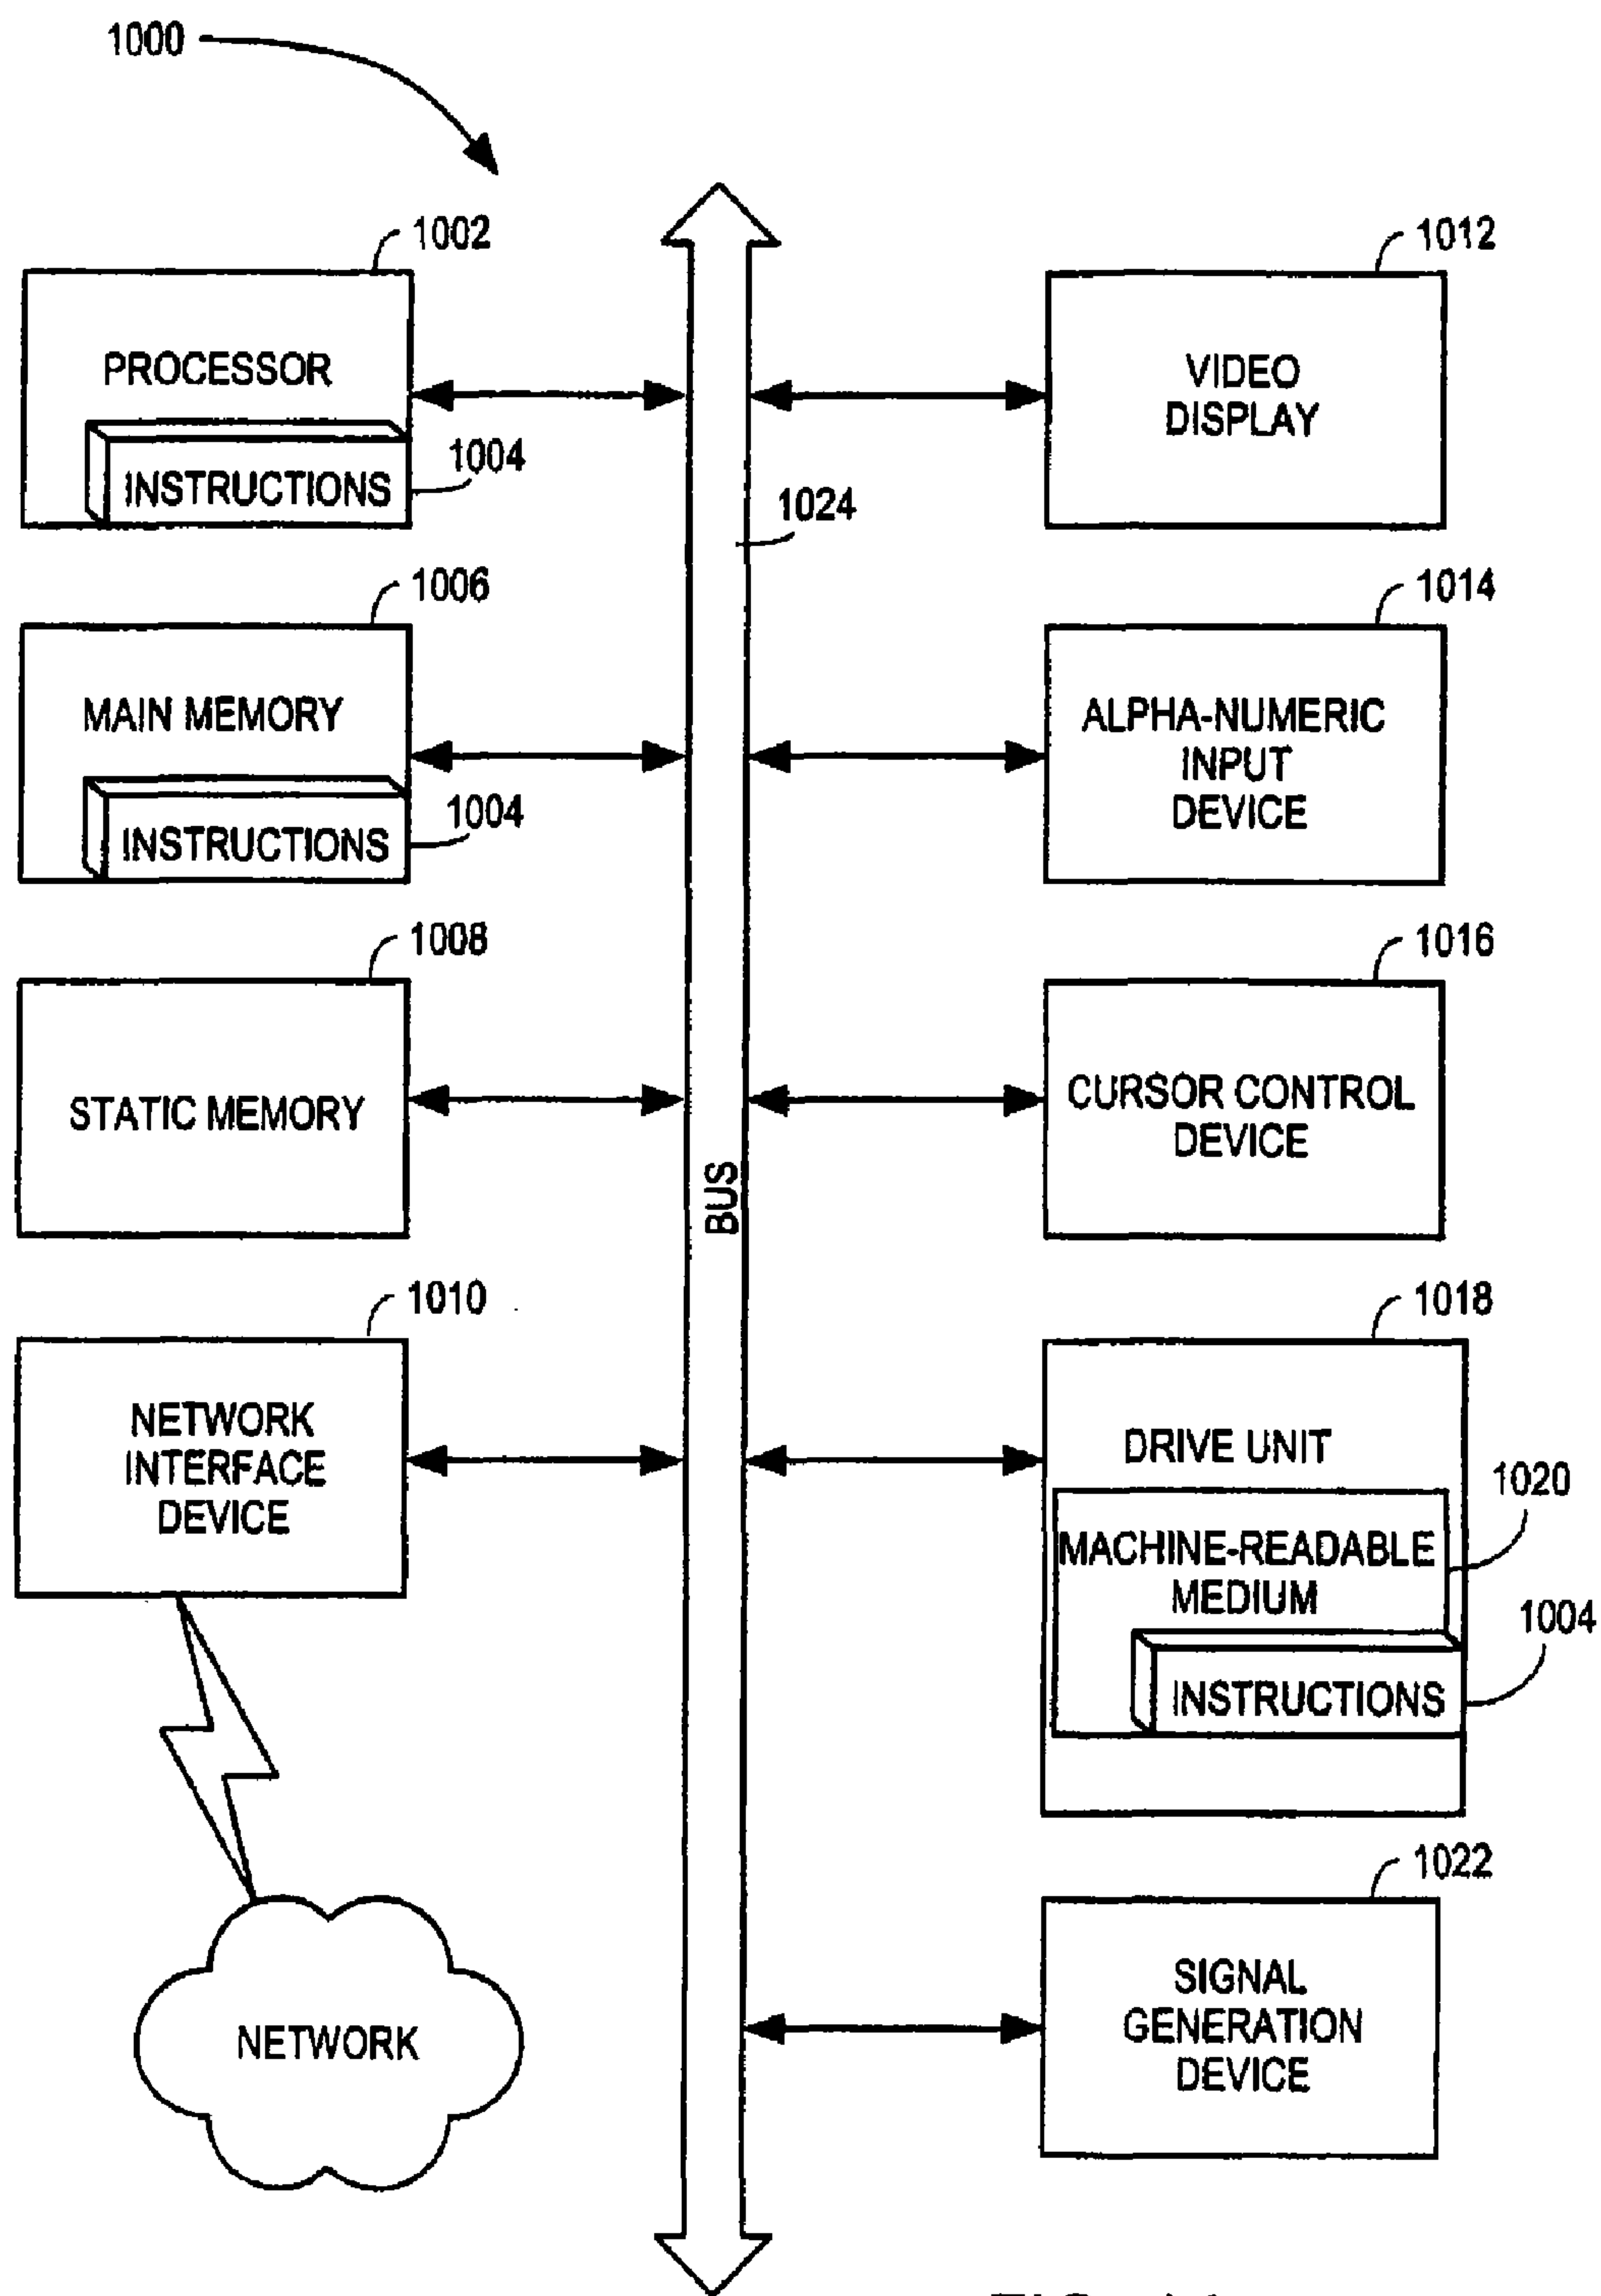 1000
1002
PROCESSOR
INSTRUCTIONS
1004
1006
MAIN MEMORY
INSTRUCTIONS
1004
1008
STATIC MEMORY
1010
NETWORK
INTERFACE
DEVICE
NETWORK
1024
BUS
1012
VIDEO
DISPLAY
1014
ALPHA-NUMERIC
INPUT
DEVICE
1016
CURSOR CONTROL
DEVICE
1018
DRIVE UNIT
1020
MACHINE-READABLE
MEDIUM
1004
INSTRUCTIONS
1022
SIGNAL
GENERATION
DEVICE